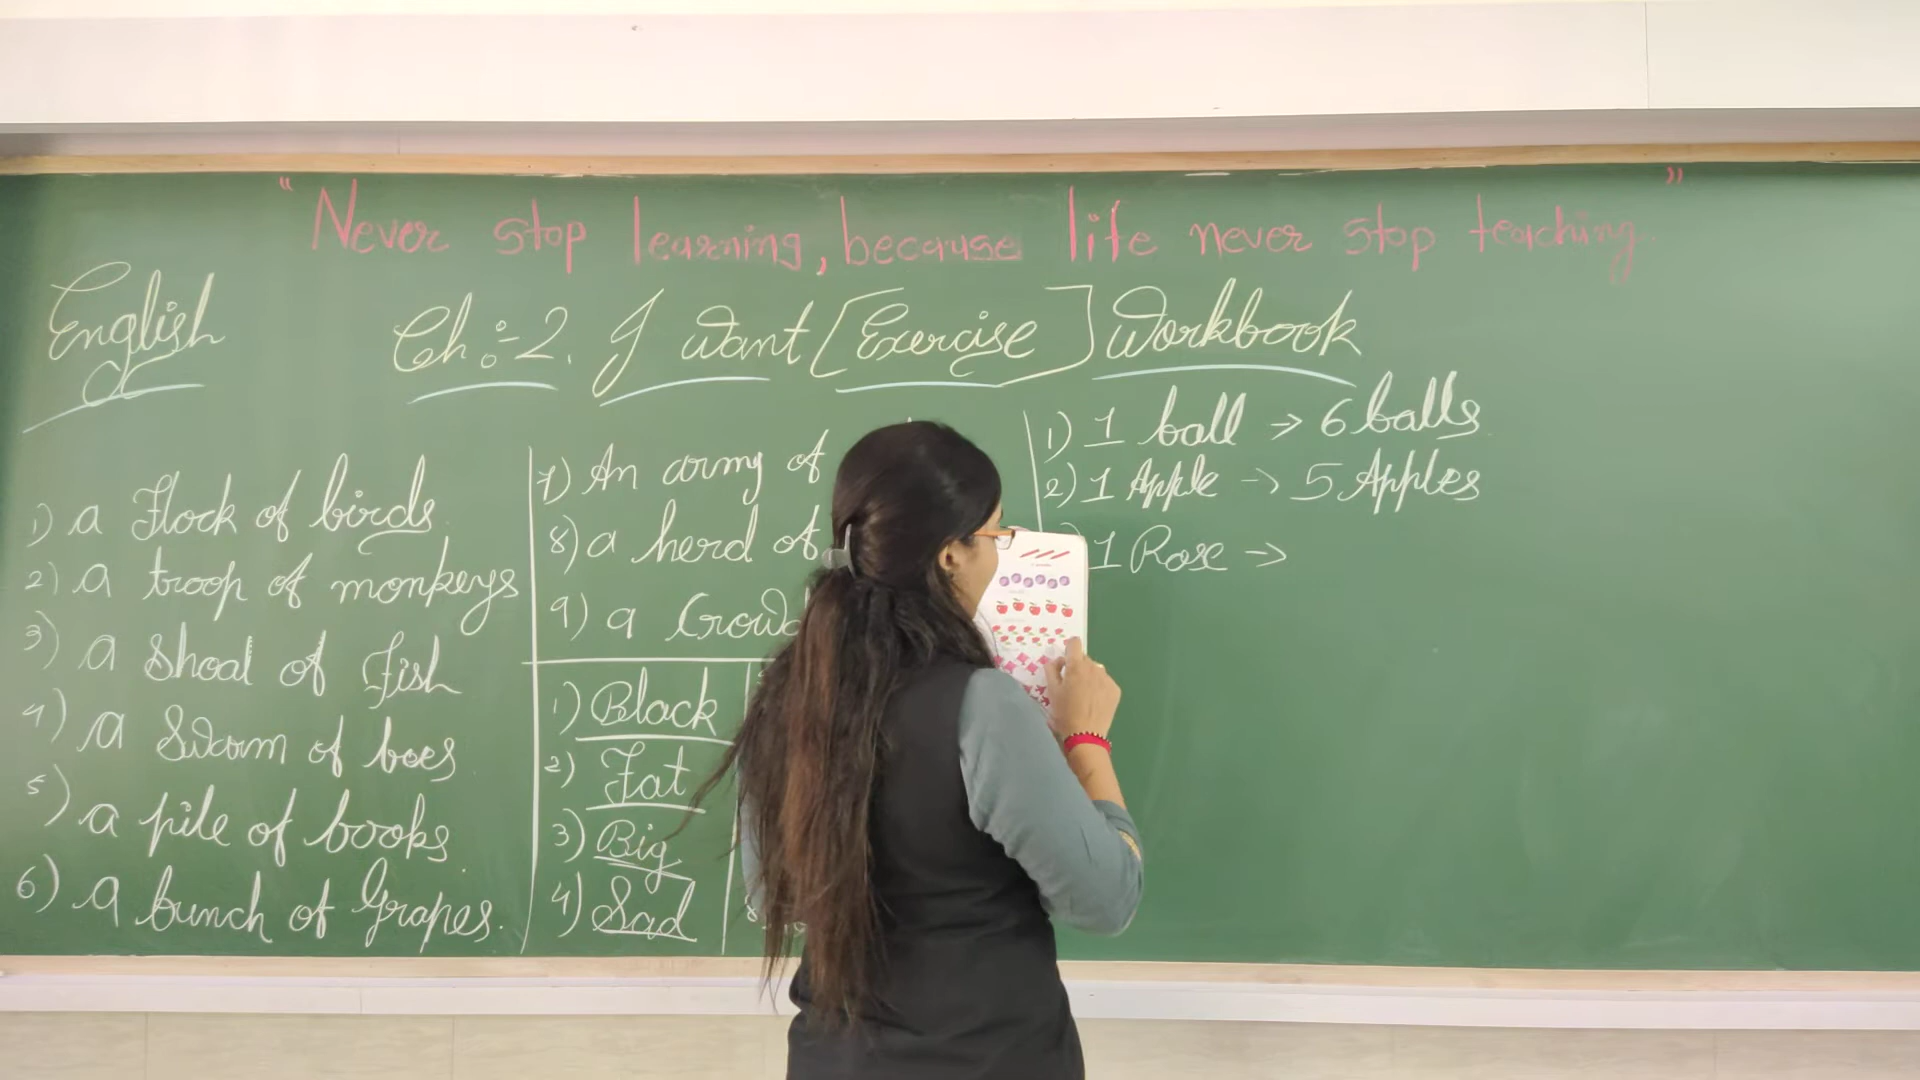 "Never stop learning, because life never stop teaching."
English
Ch:-2. I Want [Exercise] Workbook
1) a Flock of birds
2) a troop of monkeys
3) a Shoal of Fish
4) a Swarm of bees
5) a pile of books
6) a bunch of Grapes.
7) An army of
8) a herd of
9) a Crowd
1) Black
2) Fat
3) Big
4) Sad
1) 1 ball → 6 balls
2) 1 Apple → 5 Apples
1 Rose →